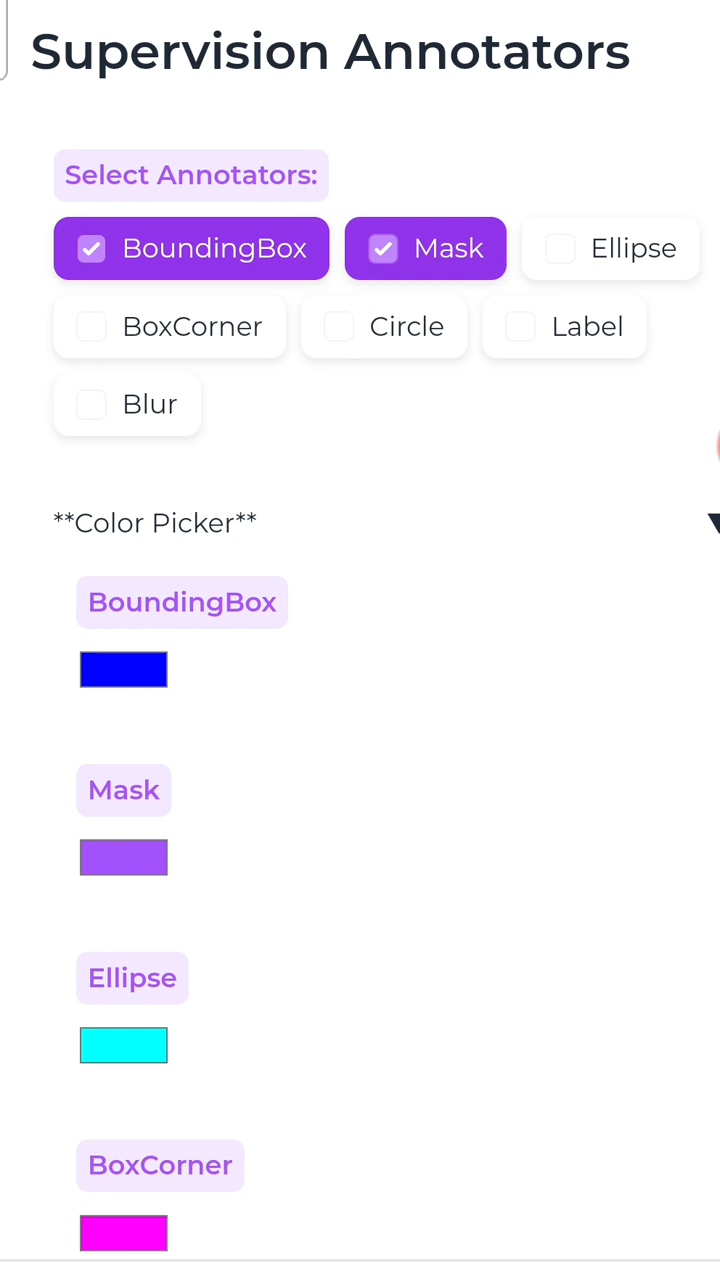 Supervision Annotators
Select Annotators:
BoundingBox Mask Ellipse
BoxCorner Circle Label
Blur
**Color Picker**
BoundingBox
Mask
Ellipse
BoxCorner